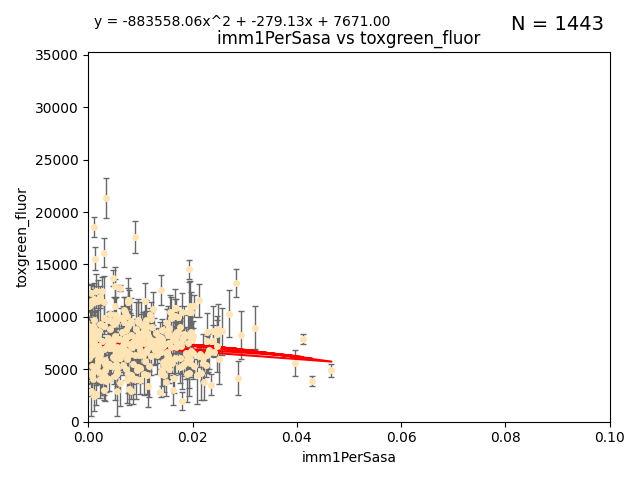 y = -883558.06x^2 + -279.13x + 7671.00
N = 1443
imm1PerSasa vs toxgreen_fluor
35000
30000
25000
20000
15000
10000
5000
0
toxgreen_fluor
0.00 0.02 0.04 0.06 0.08 0.10
imm1PerSasa